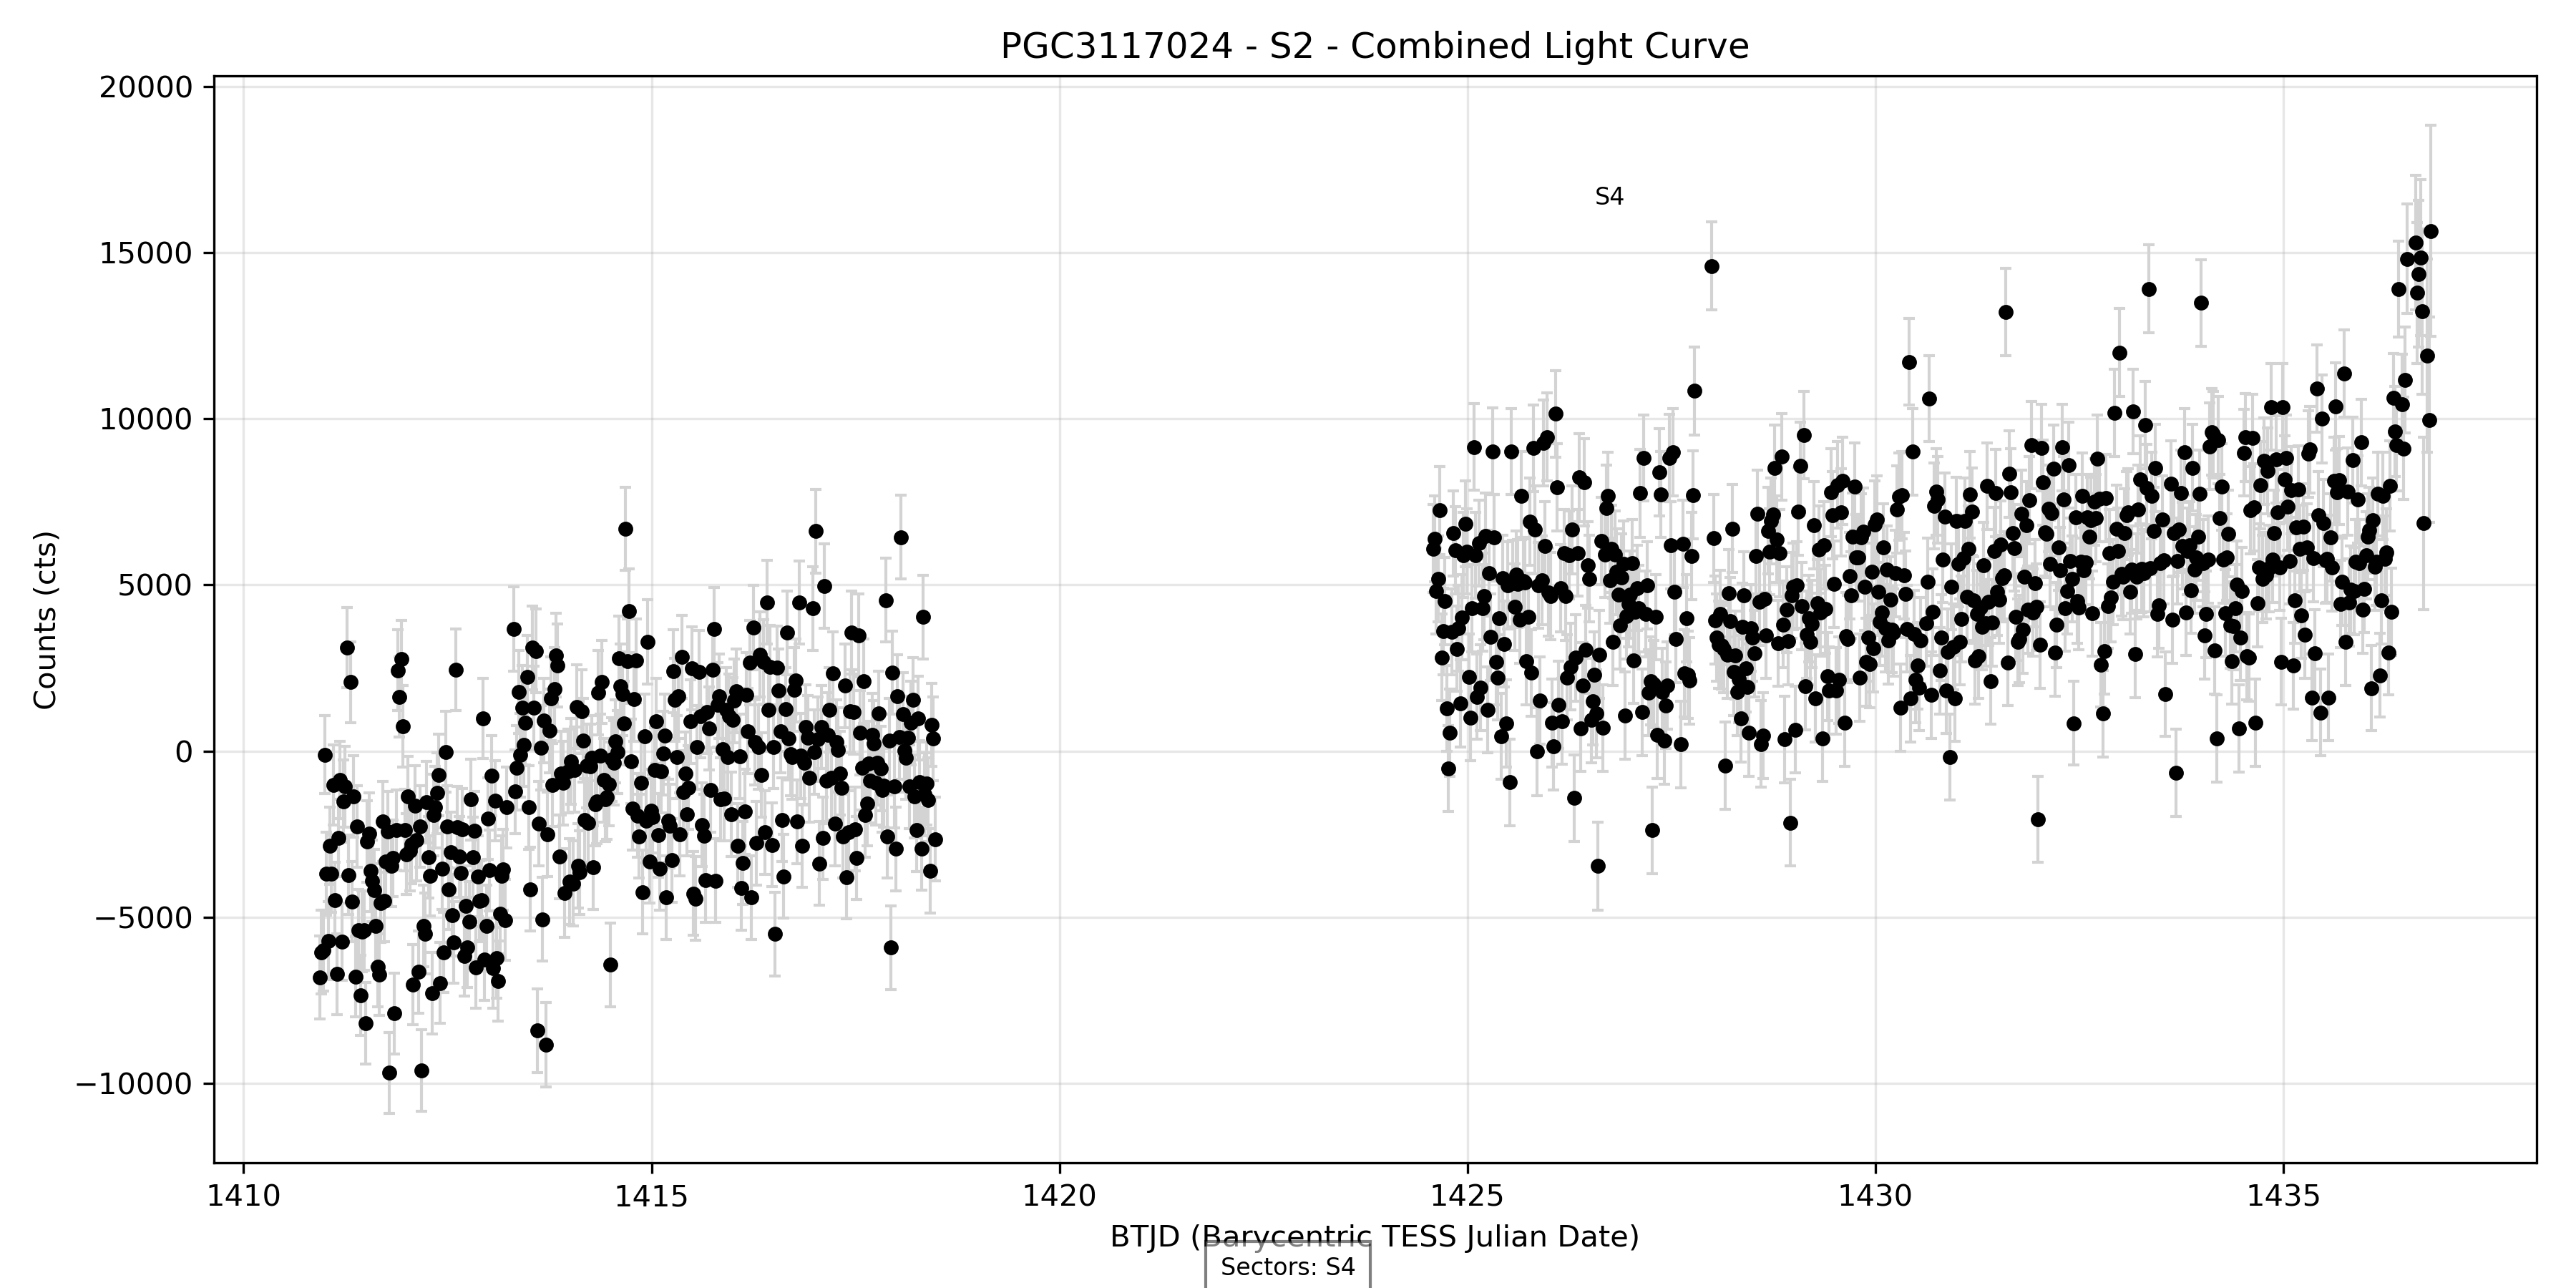 PGC3117024 - S2 - Combined Light Curve
20000
15000
10000
5000
0
−5000
−10000
Counts (cts)
S4
1410 1415 1420 1425 1430 1435
BTJD (Barycentric TESS Julian Date)
Sectors: S4